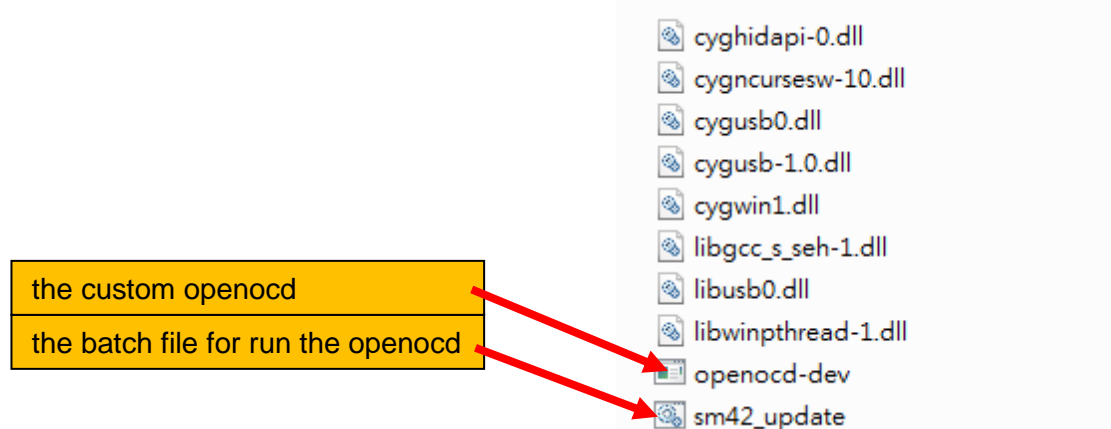 cyghidapi-0.dll
cygncursesw-10.dll
cygusb0.dll
cygusb-1.0.dll
cygwin1.dll
libgcc_s_seh-1.dll
libusb0.dll
libwinpthread-1.dll
the custom openocd
the batch file for run the openocd
openocd-dev
sm42_update